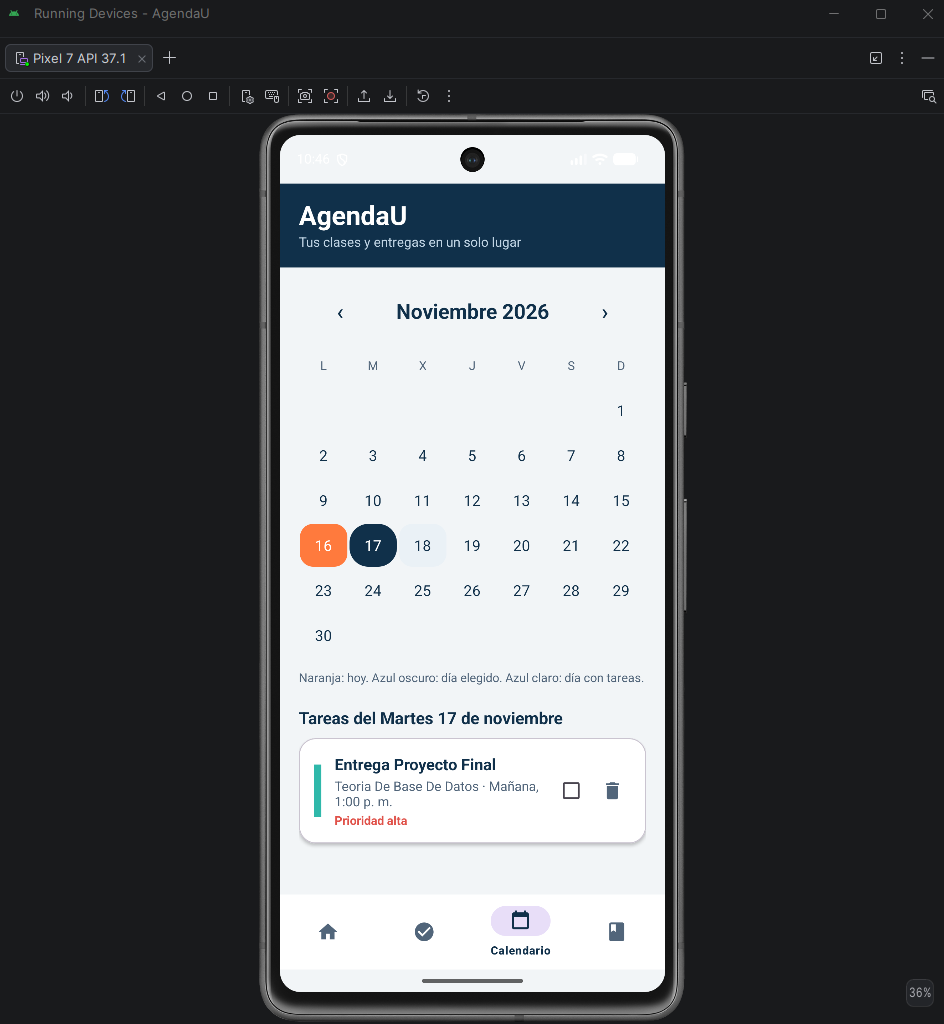 Running Devices - AgendaU
Pixel 7 API 37.1
10:46
AgendaU
Tus clases y entregas en un solo lugar
‹ Noviembre 2026 ›
L M X J V S D
1
2 3 4 5 6 7 8
9 10 11 12 13 14 15
16 17 18 19 20 21 22
23 24 25 26 27 28 29
30
Naranja: hoy. Azul oscuro: día elegido. Azul claro: día con tareas.
Tareas del Martes 17 de noviembre
Entrega Proyecto Final
Teoria De Base De Datos · Mañana,
1:00 p. m.
Prioridad alta
Calendario
36%